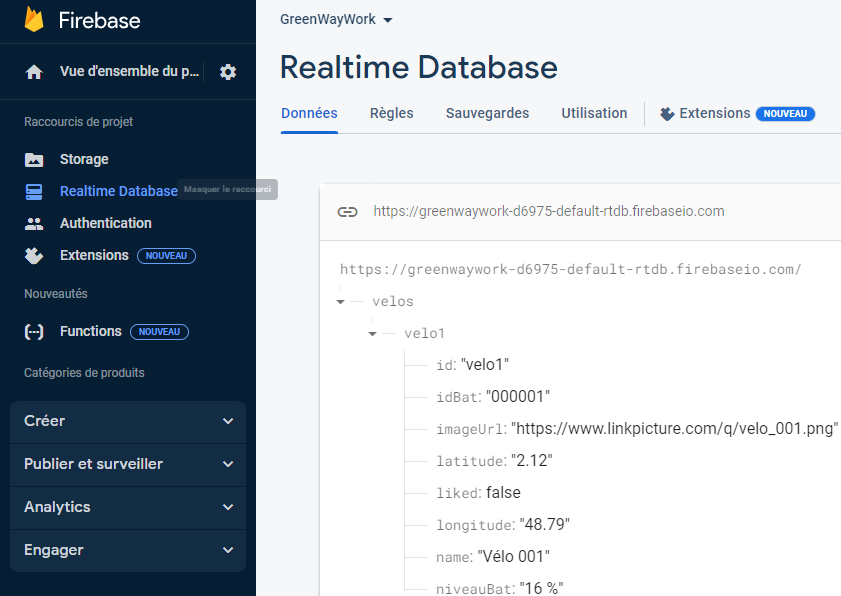 Firebase
Vue d'ensemble du p...
Raccourcis de projet
Storage
Realtime Database
Masquer le raccourci
Authentication
Extensions NOUVEAU
Nouveautés
Functions NOUVEAU
Catégories de produits
Créer
Publier et surveiller
Analytics
Engager
GreenWayWork
Realtime Database
Données Règles Sauvegardes Utilisation Extensions NOUVEAU
https://greenwaywork-d6975-default-rtdb.firebaseio.com
https://greenwaywork-d6975-default-rtdb.firebaseio.com/
velos
velo1
id: "velo1"
idBat: "000001"
imageUrl: "https://www.linkpicture.com/q/velo_001.png"
latitude: "2.12"
liked: false
longitude: "48.79"
name: "Vélo 001"
niveauBat: "16 %"